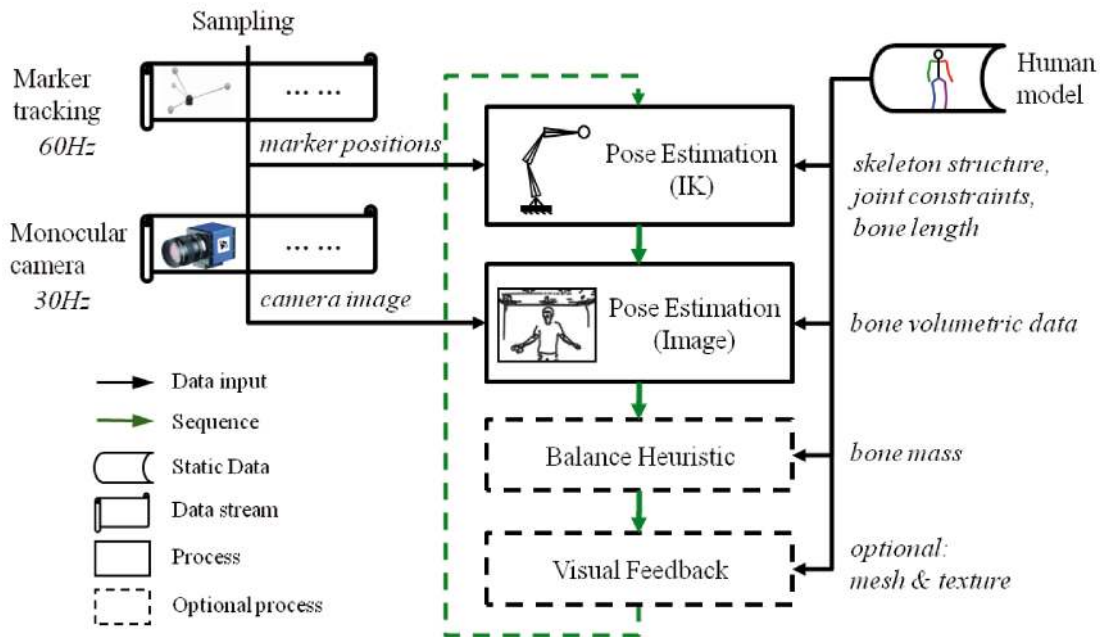 Sampling
Marker
tracking
60Hz
... ...
marker positions
Pose Estimation
(IK)
Human
model
skeleton structure,
joint constraints,
bone length
Monocular
camera
30Hz
... ...
camera image
Pose Estimation
(Image)
bone volumetric data
Data input
Sequence
Static Data
Data stream
Process
Optional process
Balance Heuristic
bone mass
Visual Feedback
optional:
mesh & texture